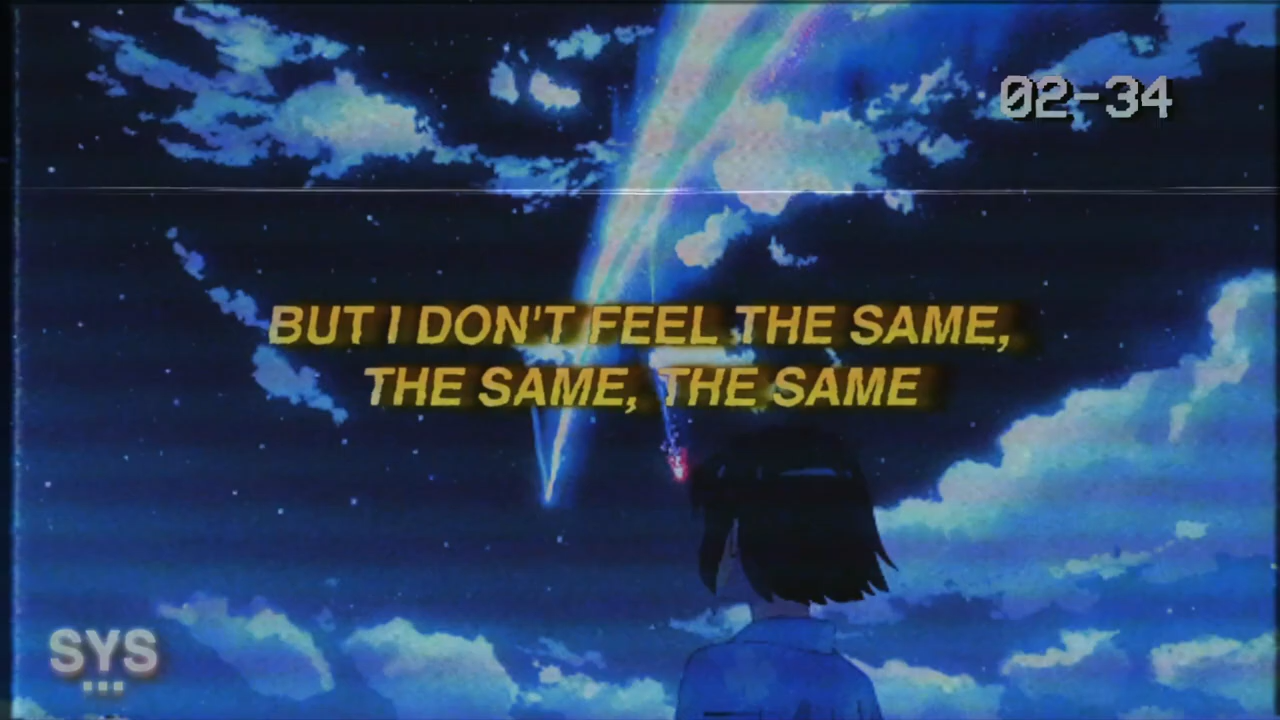 02-34
BUT I DON'T FEEL THE SAME,
THE SAME, THE SAME
SYS